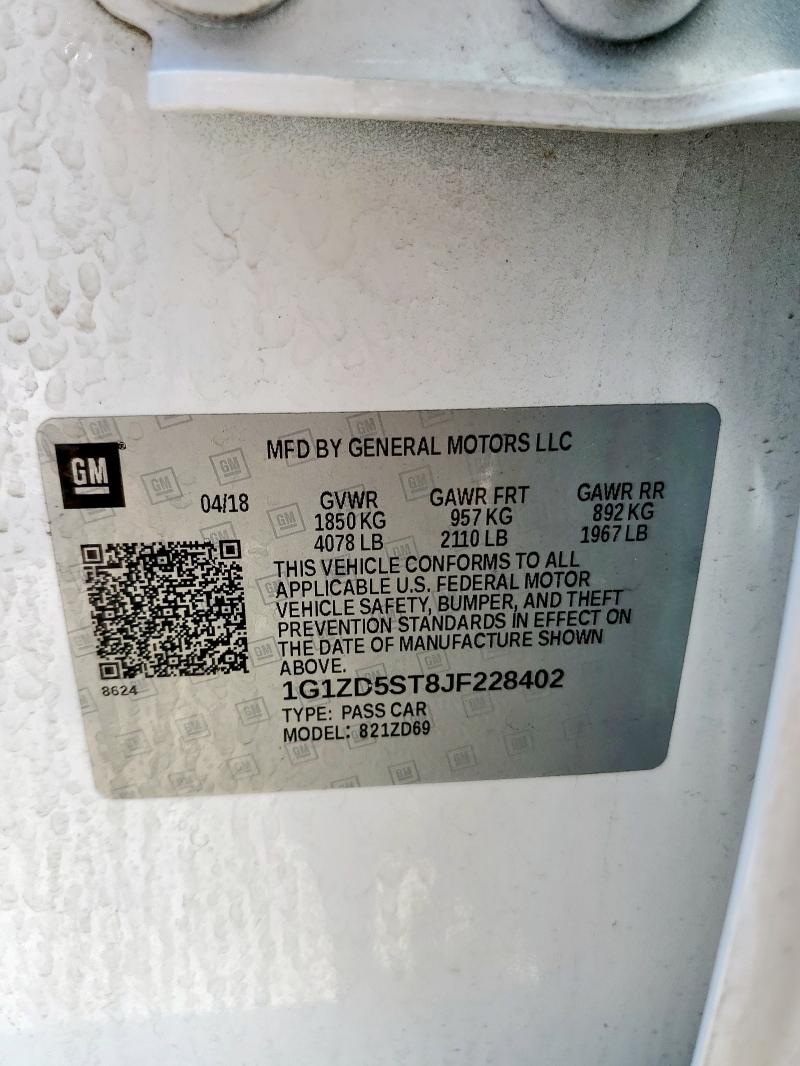 GM
MFD BY GENERAL MOTORS LLC
04/18
GVWR
1850 KG
4078 LB
GAWR FRT
957 KG
2110 LB
GAWR RR
892 KG
1967 LB
THIS VEHICLE CONFORMS TO ALL
APPLICABLE U.S. FEDERAL MOTOR
VEHICLE SAFETY, BUMPER, AND THEFT
PREVENTION STANDARDS IN EFFECT ON
THE DATE OF MANUFACTURE SHOWN
ABOVE.
8624
1G1ZD5ST8JF228402
TYPE: PASS CAR
MODEL: 821ZD69